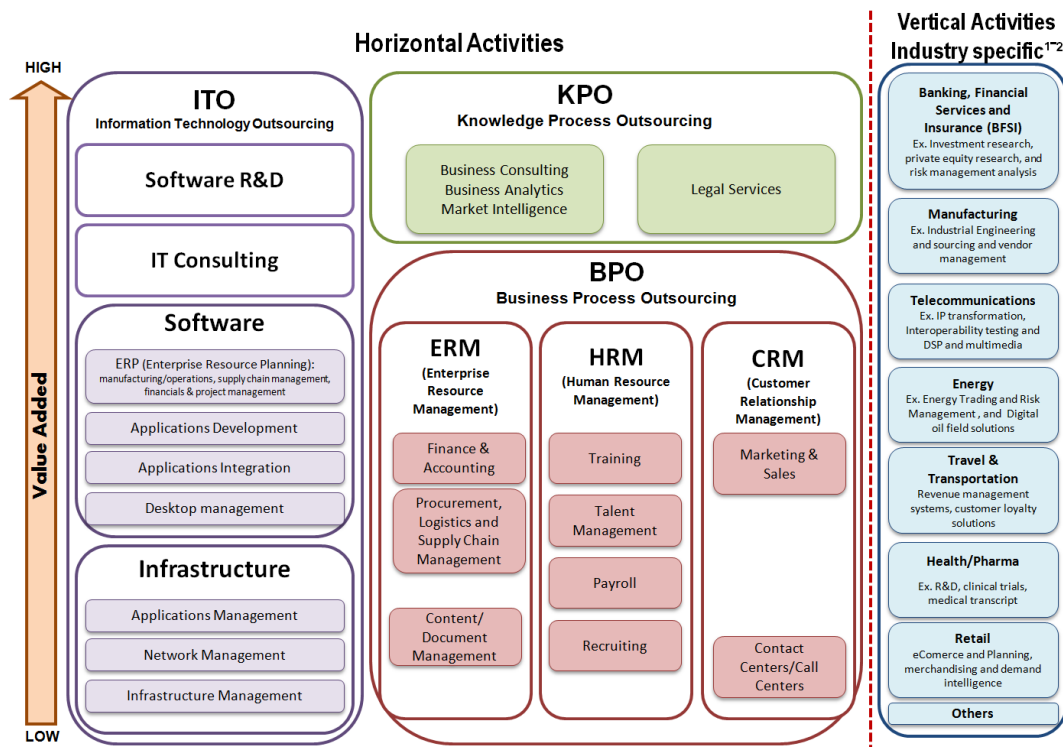 Horizontal Activities
Vertical Activities
Industry specific¹⁻²
HIGH
Value Added
LOW
ITO
Information Technology Outsourcing
Software R&D
IT Consulting
Software
ERP (Enterprise Resource Planning):
manufacturing/operations, supply chain management,
financials & project management
Applications Development
Applications Integration
Desktop management
Infrastructure
Applications Management
Network Management
Infrastructure Management
KPO
Knowledge Process Outsourcing
Business Consulting
Business Analytics
Market Intelligence
Legal Services
BPO
Business Process Outsourcing
ERM
(Enterprise
Resource
Management)
Finance &
Accounting
Procurement,
Logistics and
Supply Chain
Management
Content/
Document
Management
HRM
(Human Resource
Management)
Training
Talent
Management
Payroll
Recruiting
CRM
(Customer
Relationship
Management)
Marketing &
Sales
Contact
Centers/Call
Centers
Banking, Financial
Services and
Insurance (BFSI)
Ex. Investment research,
private equity research, and
risk management analysis
Manufacturing
Ex. Industrial Engineering
and sourcing and vendor
management
Telecommunications
Ex. IP transformation,
Interoperability testing and
DSP and multimedia
Energy
Ex. Energy Trading and Risk
Management , and Digital
oil field solutions
Travel &
Transportation
Revenue management
systems, customer loyalty
solutions
Health/Pharma
Ex. R&D, clinical trials,
medical transcript
Retail
eComerce and Planning,
merchandising and demand
intelligence
Others